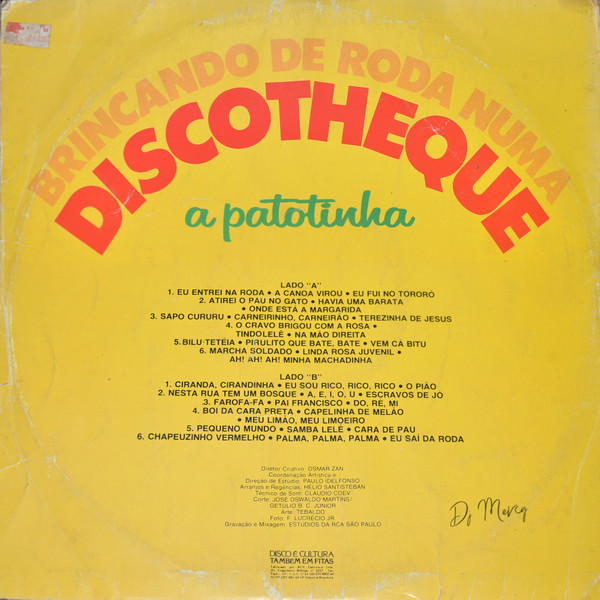 BRINCANDO DE RODA NUMA
DISCOTHEQUE
a patotinha
LADO "A"
1. EU ENTREI NA RODA • A CANOA VIROU • EU FUI NO TORORÓ
2. ATIREI O PAU NO GATO • HAVIA UMA BARATA
• ONDE ESTÁ A MARGARIDA
3. SAPO CURURU • CARNEIRINHO, CARNEIRÃO • TEREZINHA DE JESUS
4. O CRAVO BRIGOU COM A ROSA •
TINDOLELÊ • NA MÃO DIREITA
5. BILU-TETÉIA • PIRULITO QUE BATE, BATE • VEM CÁ BITU
6. MARCHA SOLDADO • LINDA ROSA JUVENIL •
AH! AH! AH! MINHA MACHADINHA
LADO "B"
1. CIRANDA, CIRANDINHA • EU SOU RICO, RICO, RICO • O PIÃO
2. NESTA RUA TEM UM BOSQUE • A, E, I, O, U • ESCRAVOS DE JÓ
3. FAROFA-FA • PAI FRANCISCO • DO, RE, MI
4. BOI DA CARA PRETA • CAPELINHA DE MELÃO
• MEU LIMÃO, MEU LIMOEIRO
5. PEQUENO MUNDO • SAMBA LELÊ • CARA DE PAU
6. CHAPEUZINHO VERMELHO • PALMA, PALMA, PALMA • EU SAÍ DA RODA
Diretor Criativo: OSMAR ZAN
Coordenação Artística e
Direção de Estúdio: PAULO IDELFONSO
Arranjos e Regências: HÉLIO SANTISTEBAN
Técnico de Som: CLAUDIO COEV
Corte: JOSÉ OSWALDO MARTINS/
GETÚLIO B. C. JÚNIOR
Arte: TEBALDO
Foto: F. LUCRÉCIO JR.
Gravação e Mixagem: ESTÚDIOS DA RCA SÃO PAULO
Dj Marcy
DISCO É CULTURA
TAMBÉM EM FITAS